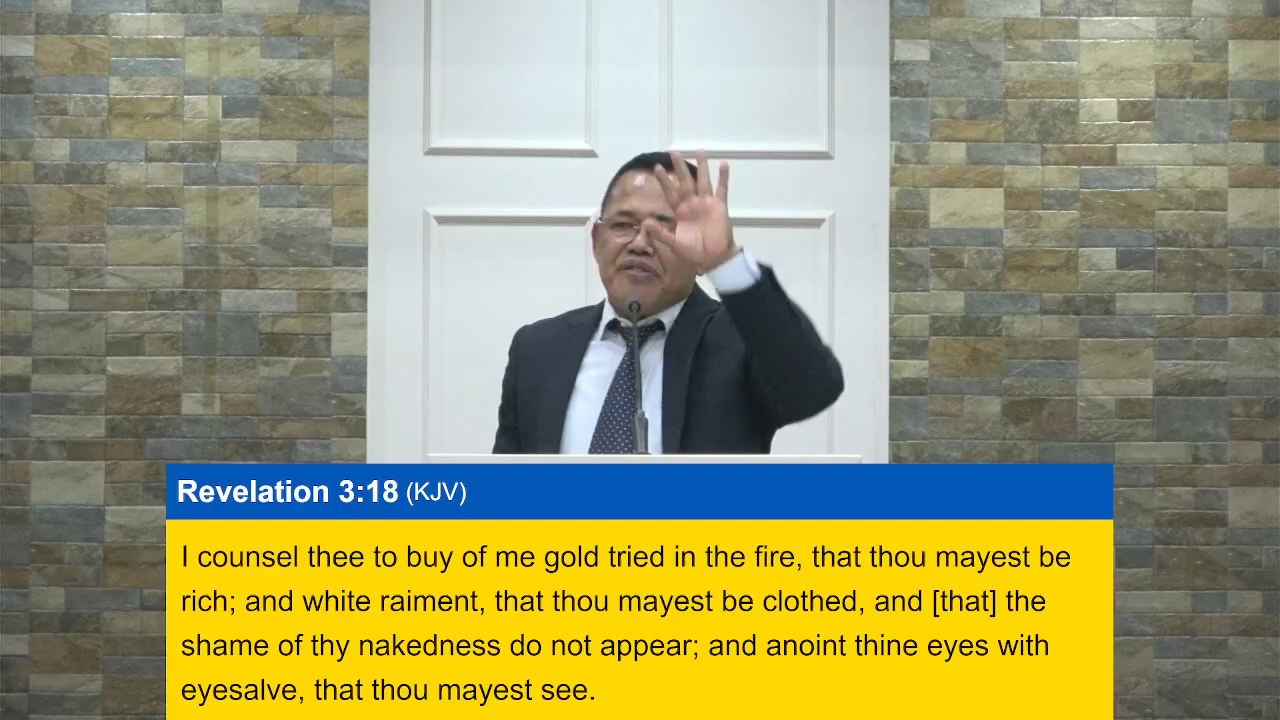 Revelation 3:18 (KJV)
I counsel thee to buy of me gold tried in the fire, that thou mayest be
rich; and white raiment, that thou mayest be clothed, and [that] the
shame of thy nakedness do not appear; and anoint thine eyes with
eyesalve, that thou mayest see.